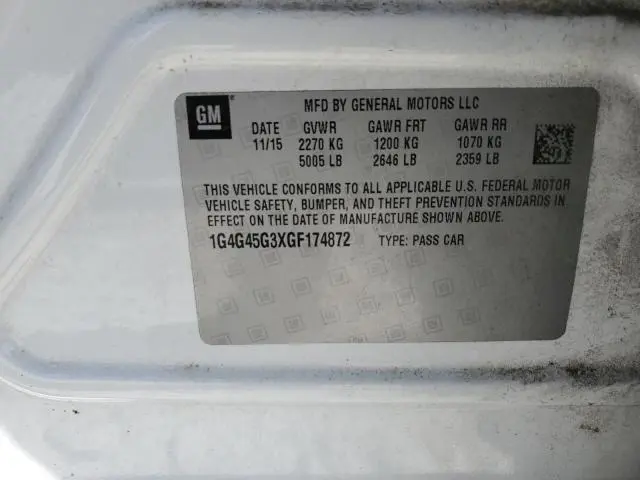 GM
MFD BY GENERAL MOTORS LLC
DATE GVWR GAWR FRT GAWR RR
11/15 2270 KG 1200 KG 1070 KG
5005 LB 2646 LB 2359 LB
THIS VEHICLE CONFORMS TO ALL APPLICABLE U.S. FEDERAL MOTOR
VEHICLE SAFETY, BUMPER, AND THEFT PREVENTION STANDARDS IN
EFFECT ON THE DATE OF MANUFACTURE SHOWN ABOVE.
1G4G45G3XGF174872 TYPE: PASS CAR